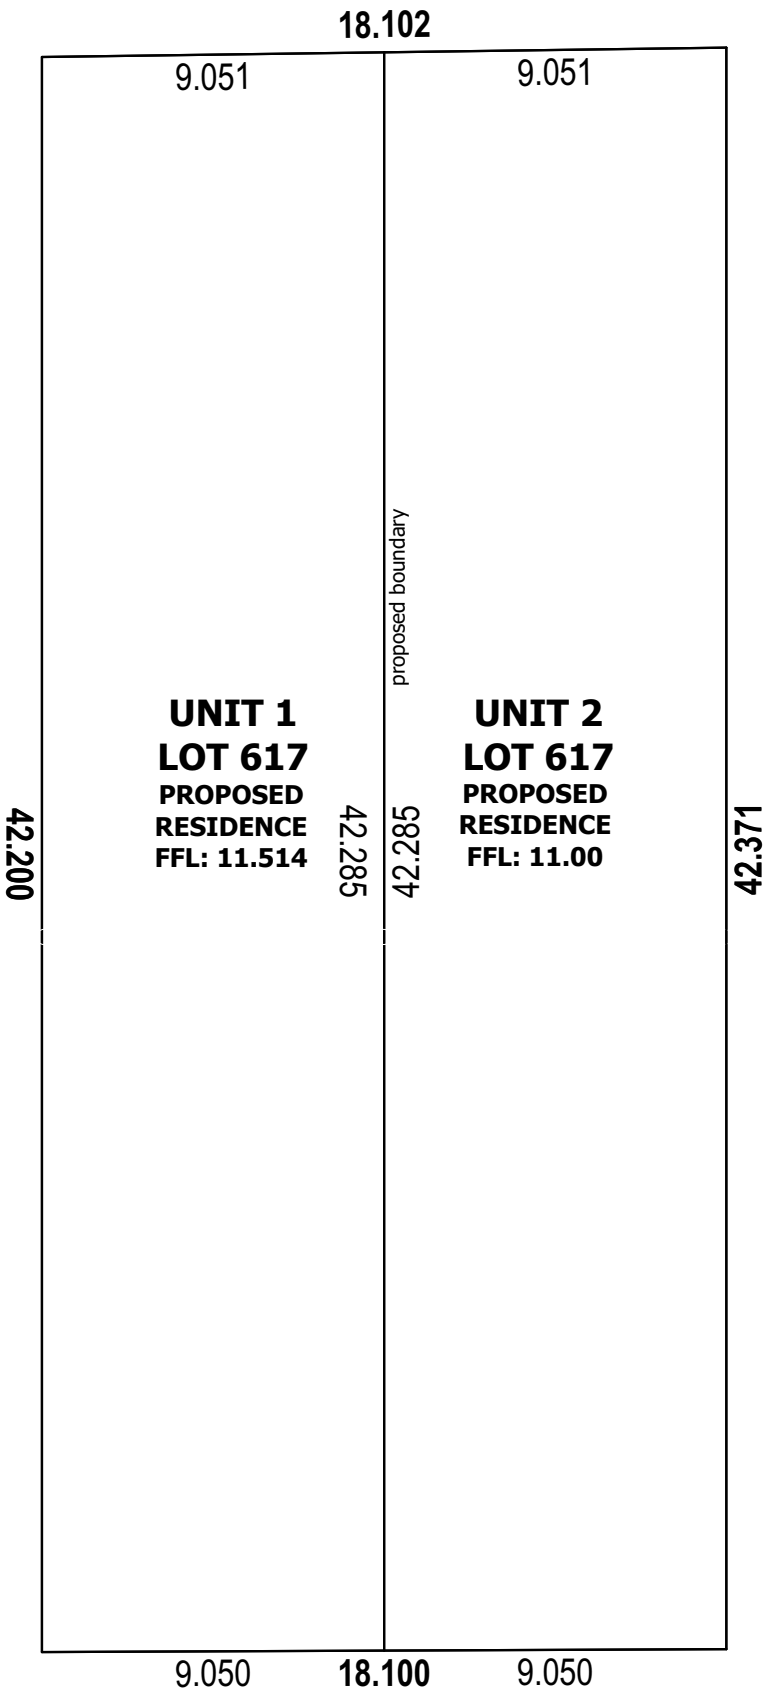 18.102
9.051
9.051
proposed boundary
UNIT 1
LOT 617
PROPOSED
RESIDENCE
FFL: 11.514
UNIT 2
LOT 617
PROPOSED
RESIDENCE
FFL: 11.00
42.200
42.285
42.285
42.371
9.050
18.100
9.050